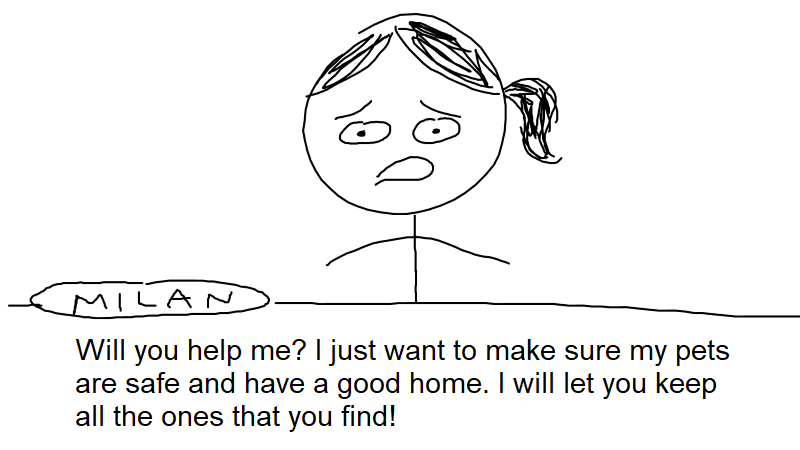 MILAN
Will you help me? I just want to make sure my pets
are safe and have a good home. I will let you keep
all the ones that you find!